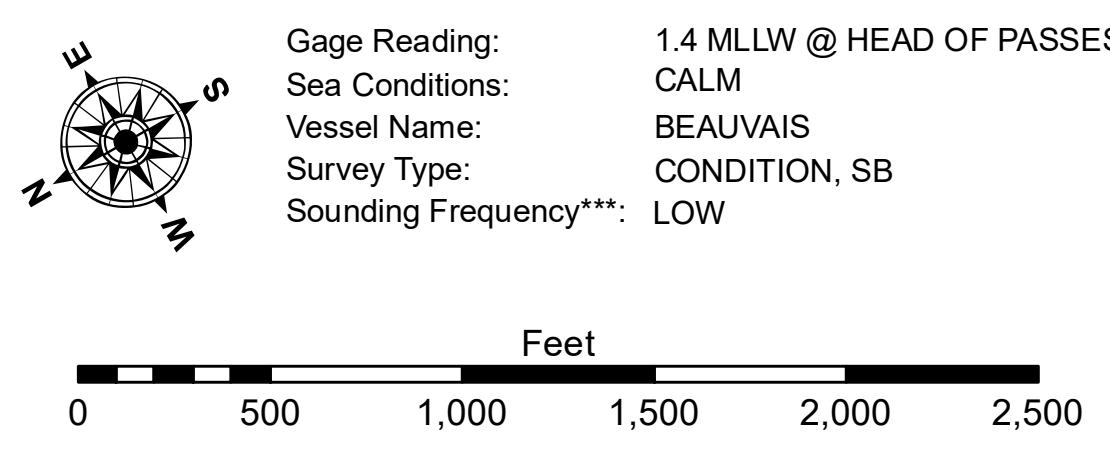 E
S
N
W
Gage Reading: 1.4 MLLW @ HEAD OF PASSES
Sea Conditions: CALM
Vessel Name: BEAUVAIS
Survey Type: CONDITION, SB
Sounding Frequency***: LOW
Feet
0 500 1,000 1,500 2,000 2,500